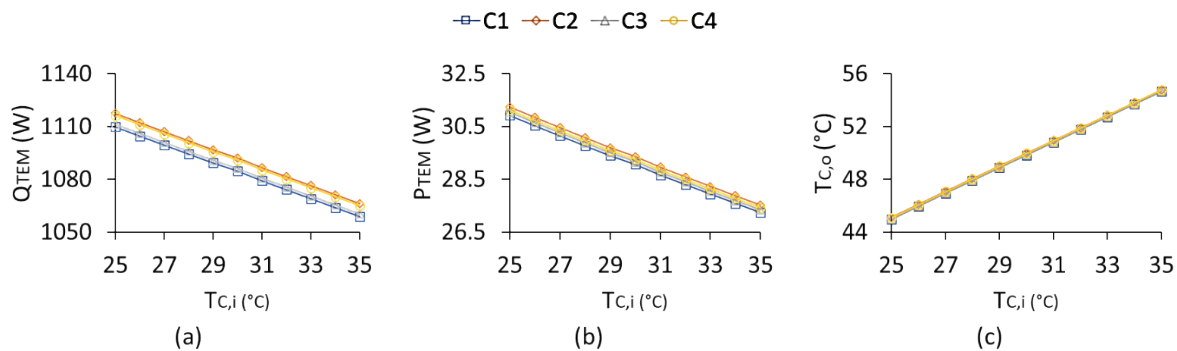 C1 C2 C3 C4
1140
1110
1080
1050
QTEM (W)
25 27 29 31 33 35
TC,i (°C)
(a)
32.5
30.5
28.5
26.5
PTEM (W)
25 27 29 31 33 35
TC,i (°C)
(b)
56
52
48
44
TC,o (°C)
25 27 29 31 33 35
TC,i (°C)
(c)